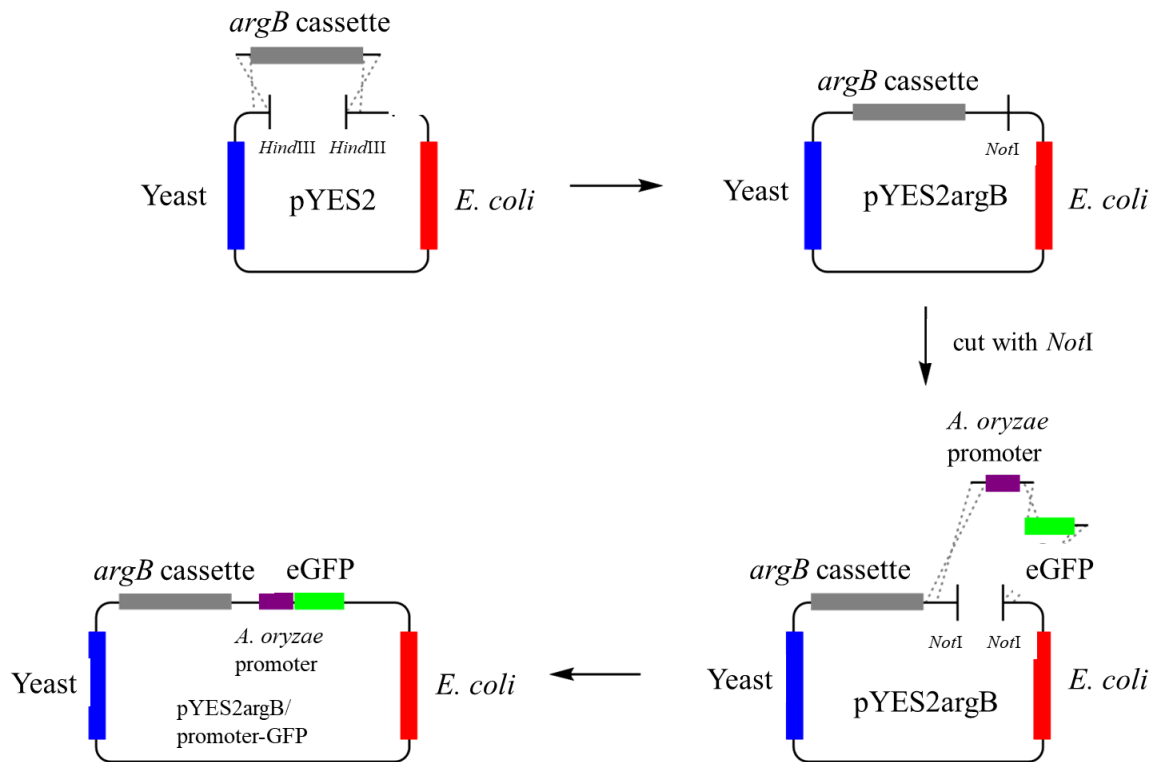 argB cassette
HindIII HindIII
Yeast
pYES2
E. coli
argB cassette
NotI
Yeast
pYES2argB
E. coli
cut with NotI
A. oryzae
promoter
argB cassette
eGFP
NotI NotI
Yeast
pYES2argB
E. coli
argB cassette
eGFP
A. oryzae
promoter
Yeast
E. coli
pYES2argB/
promoter-GFP